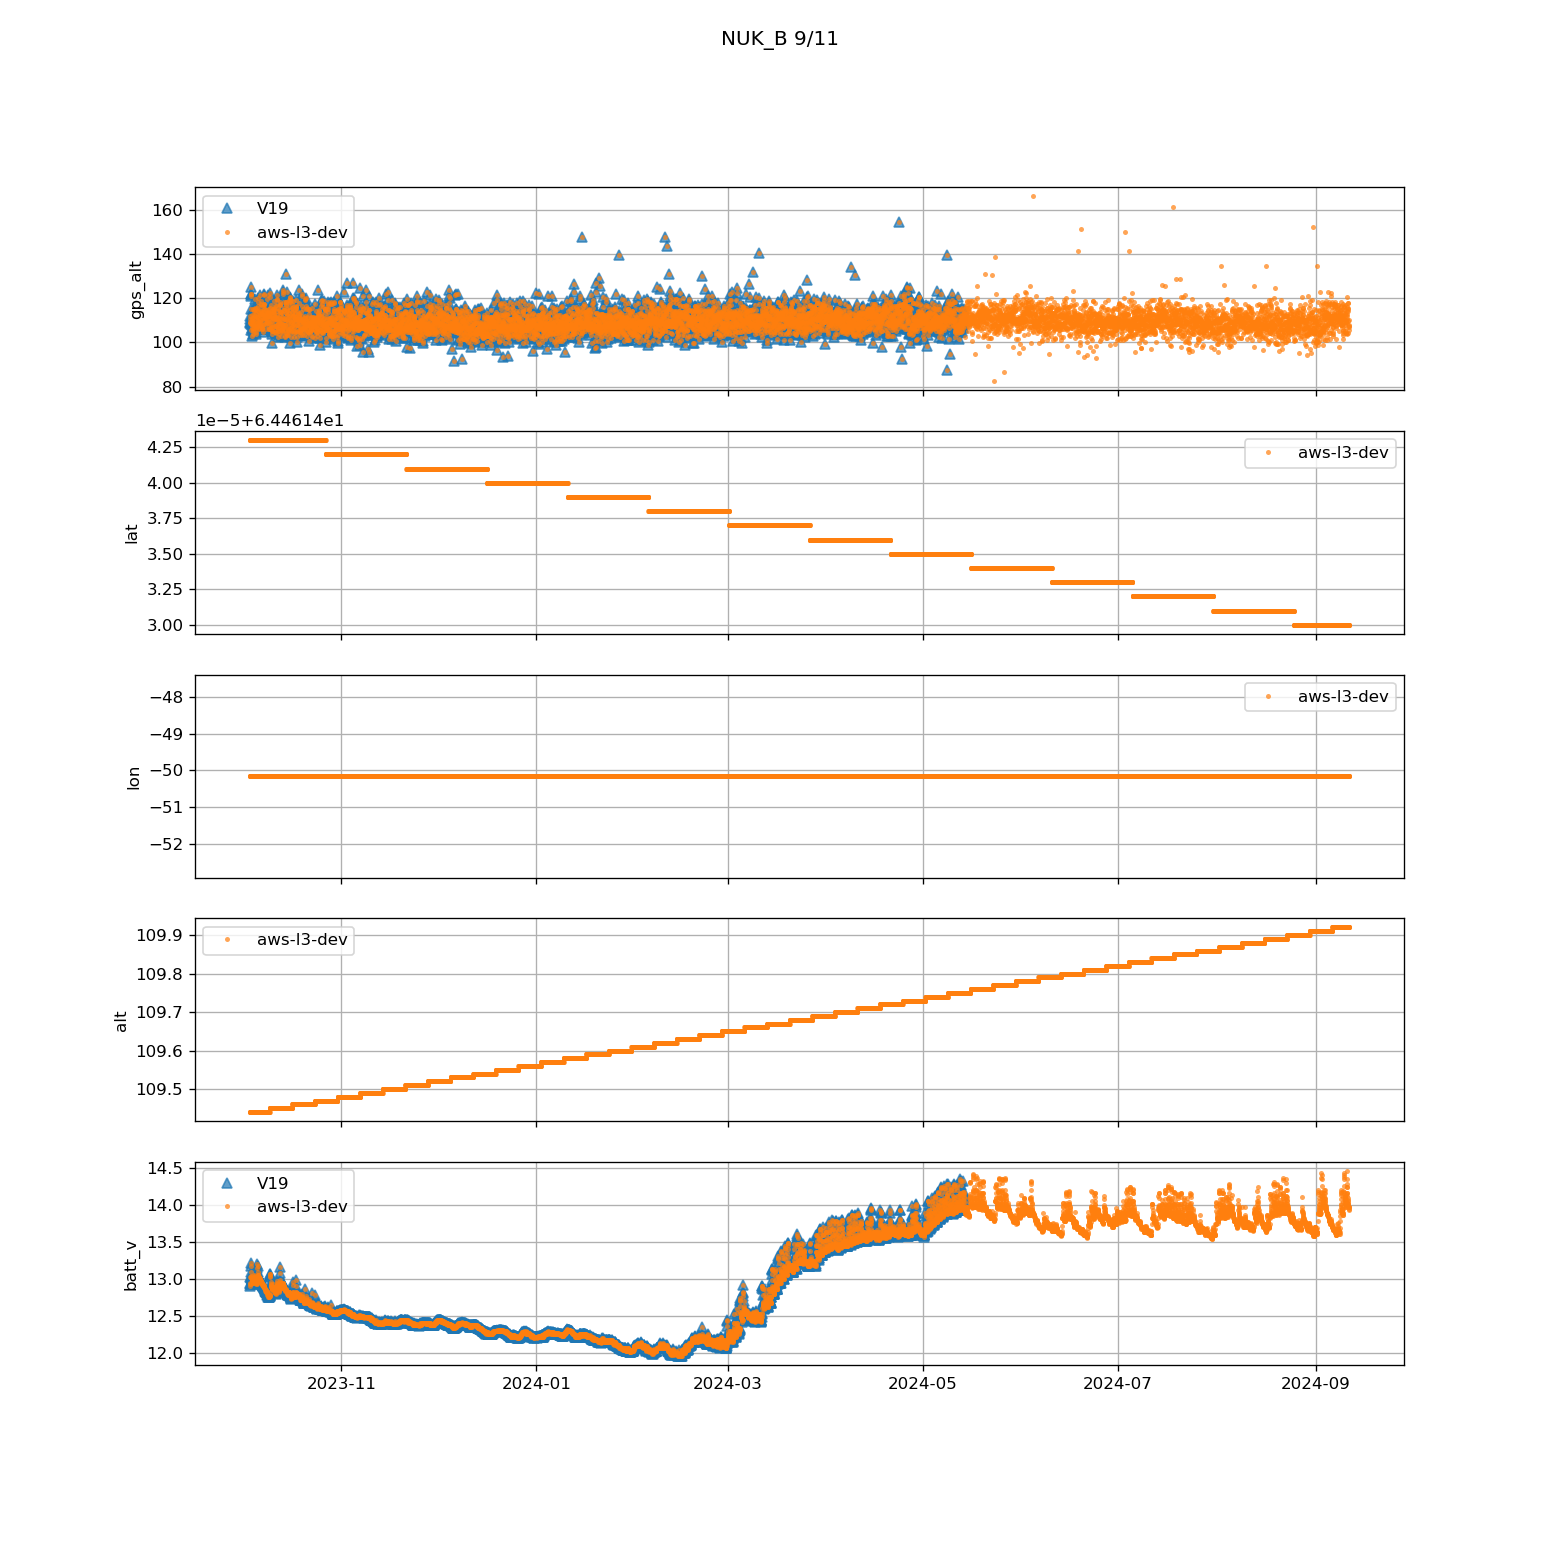 NUK_B 9/11
V19
aws-l3-dev
160
140
120
100
80
gps_alt
1e−5+6.44614e1
aws-l3-dev
4.25
4.00
3.75
3.50
3.25
3.00
lat
aws-l3-dev
−48
−49
−50
−51
−52
lon
aws-l3-dev
109.9
109.8
109.7
109.6
109.5
alt
V19
aws-l3-dev
14.5
14.0
13.5
13.0
12.5
12.0
batt_v
2023-11 2024-01 2024-03 2024-05 2024-07 2024-09